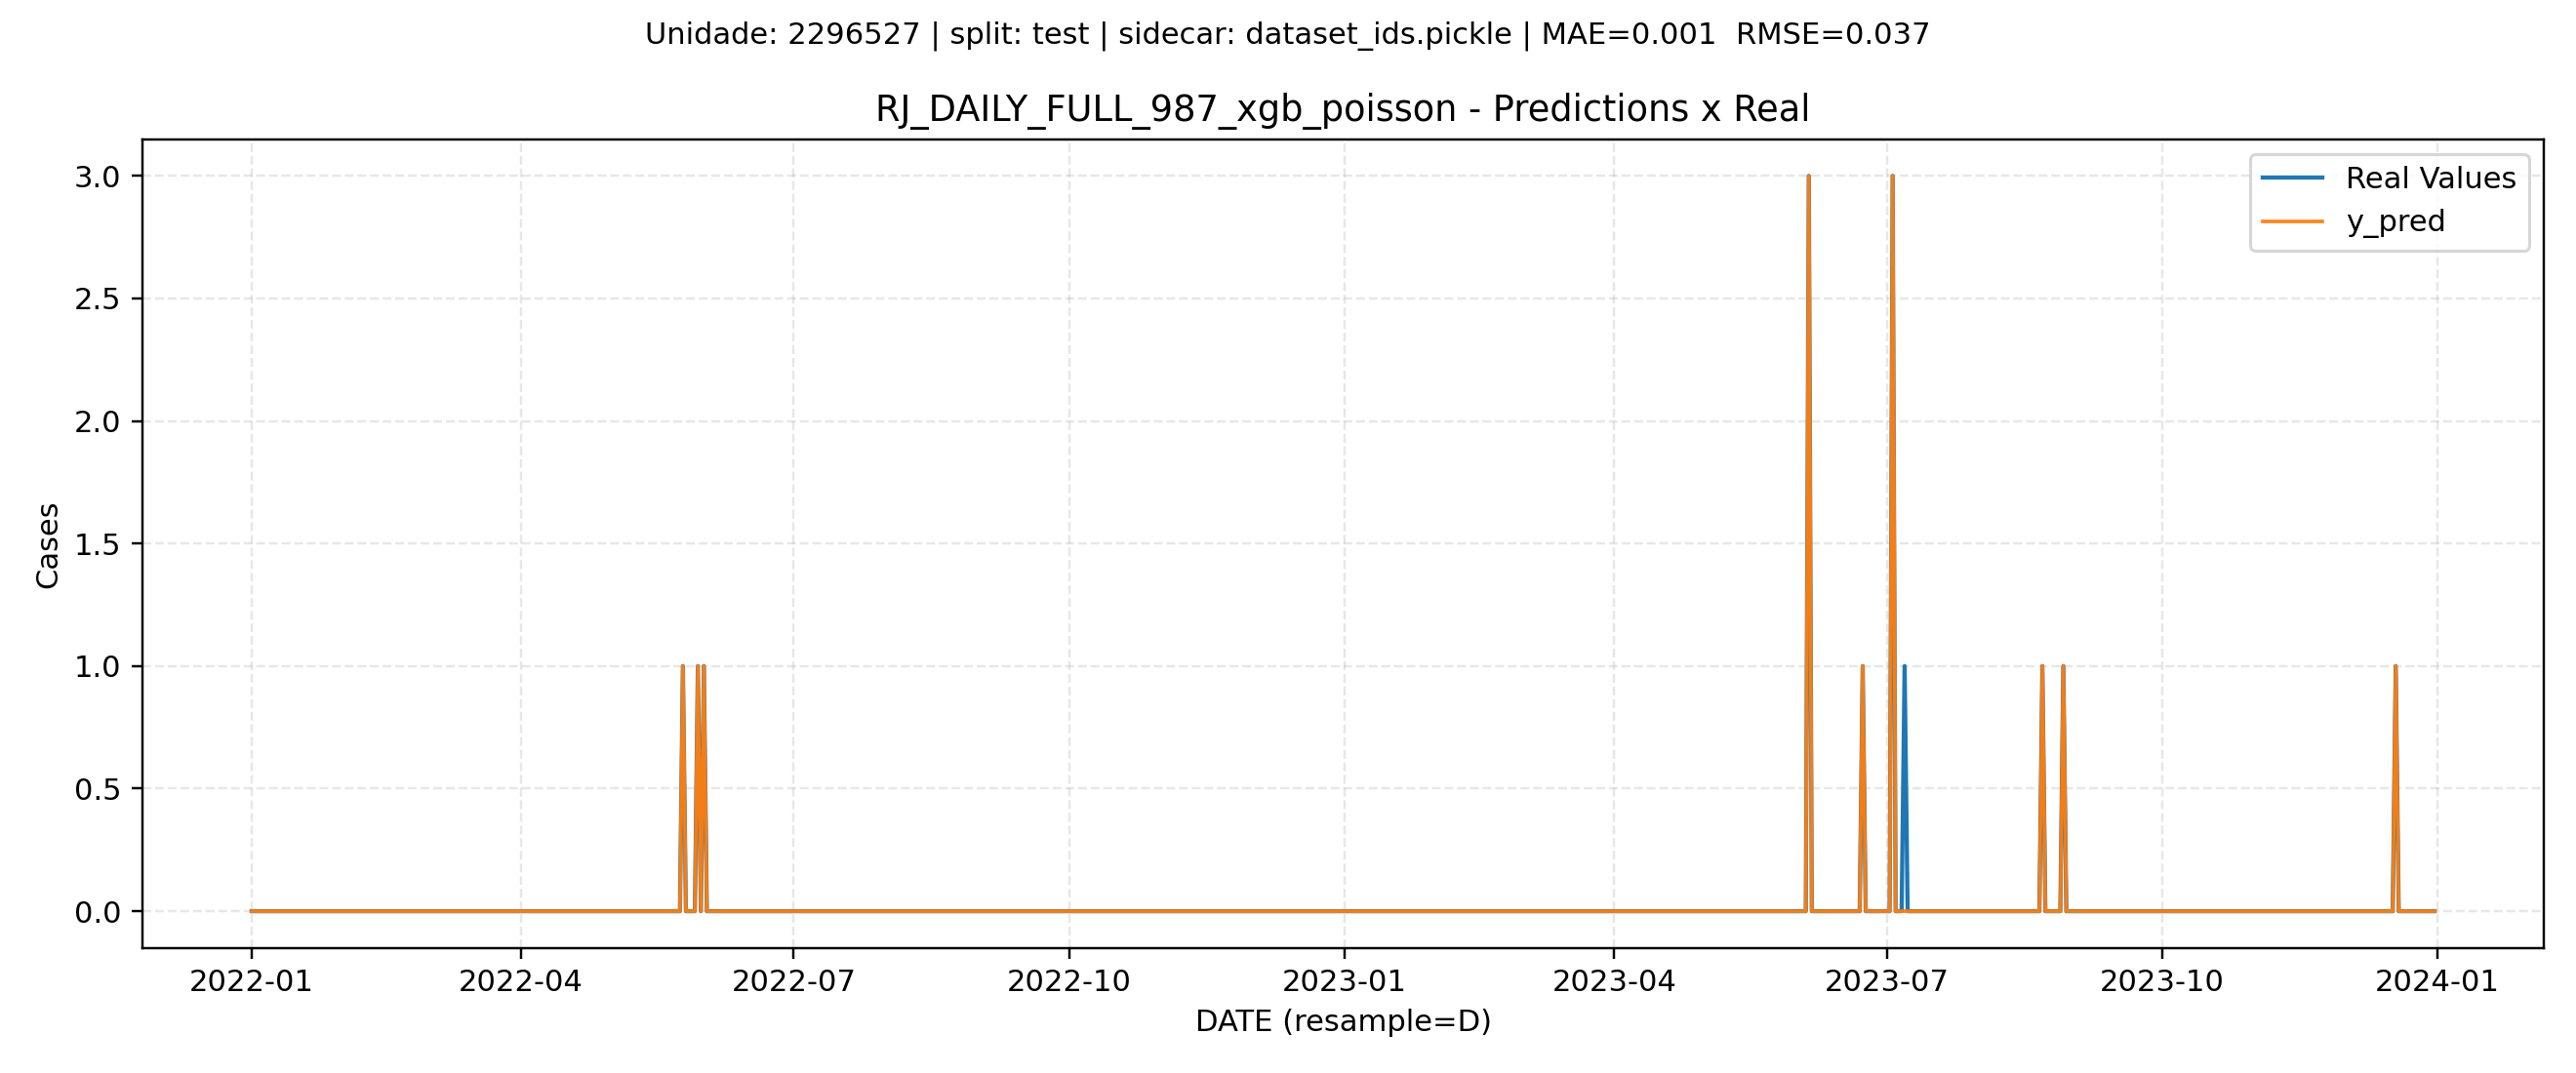 Unidade: 2296527 | split: test | sidecar: dataset_ids.pickle | MAE=0.001  RMSE=0.037
RJ_DAILY_FULL_987_xgb_poisson - Predictions x Real
Real Values
y_pred
3.0
2.5
2.0
1.5
1.0
0.5
0.0
Cases
2022-01 2022-04 2022-07 2022-10 2023-01 2023-04 2023-07 2023-10 2024-01
DATE (resample=D)